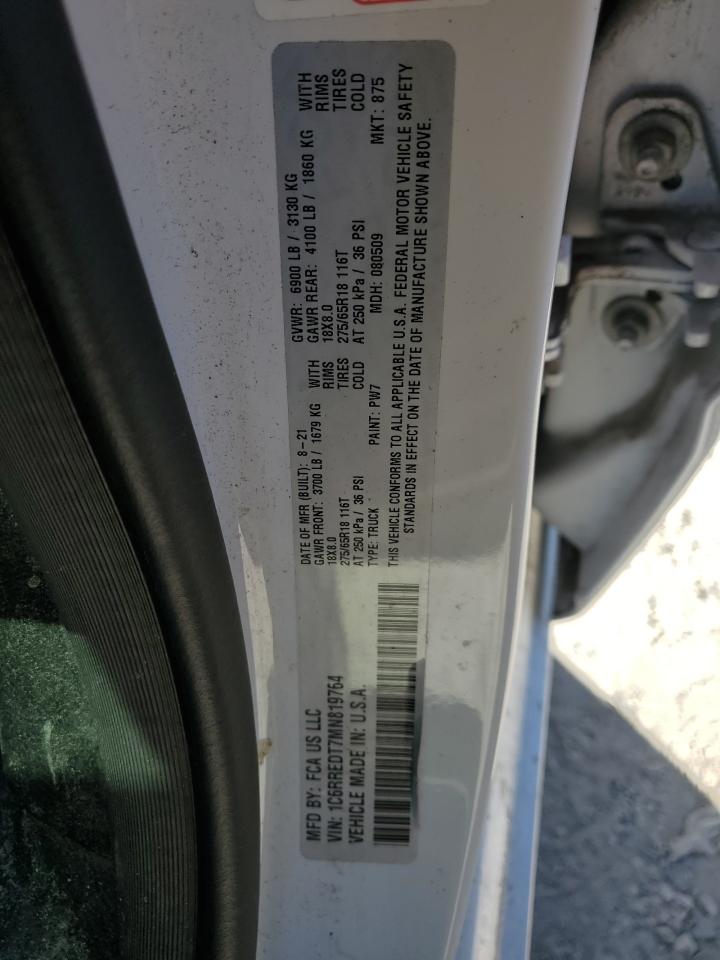 MFD BY: FCA US LLC
VIN: 1C6RREDT7MN819764
VEHICLE MADE IN: U.S.A.
DATE OF MFR (BUILT): 8-21
GAWR FRONT: 3700 LB / 1679 KG WITH
18X8.0 RIMS
275/65R18 116T TIRES
AT 250 kPa / 36 PSI COLD
TYPE: TRUCK PAINT: PW7 MDH: 080509 MKT: 875
GVWR: 6900 LB / 3130 KG
GAWR REAR: 4100 LB / 1860 KG WITH
18X8.0 RIMS
275/65R18 116T TIRES
AT 250 kPa / 36 PSI COLD
THIS VEHICLE CONFORMS TO ALL APPLICABLE U.S.A. FEDERAL MOTOR VEHICLE SAFETY
STANDARDS IN EFFECT ON THE DATE OF MANUFACTURE SHOWN ABOVE.